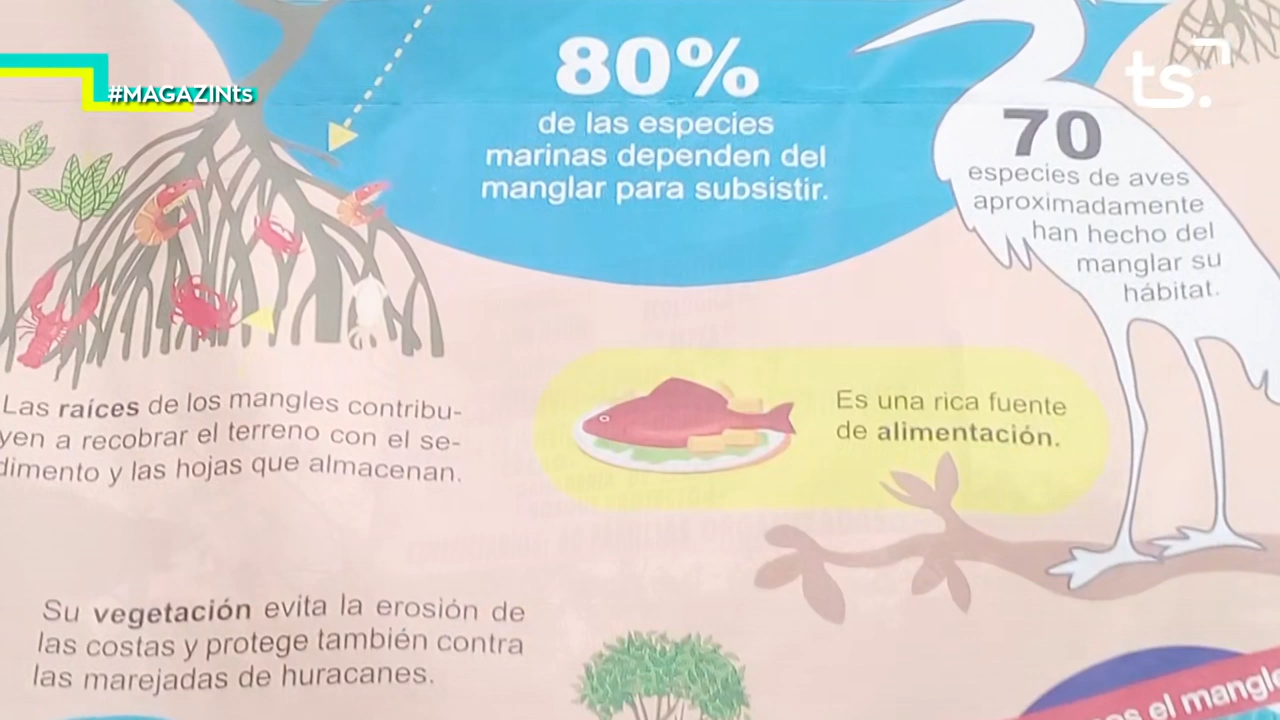 #MAGAZINts
ts.
80%
de las especies
marinas dependen del
manglar para subsistir.
70
especies de aves
aproximadamente
han hecho del
manglar su
hábitat.
Las raíces de los mangles contribu-
yen a recobrar el terreno con el se-
dimento y las hojas que almacenan.
Es una rica fuente
de alimentación.
Su vegetación evita la erosión de
las costas y protege también contra
las marejadas de huracanes.
el mangle